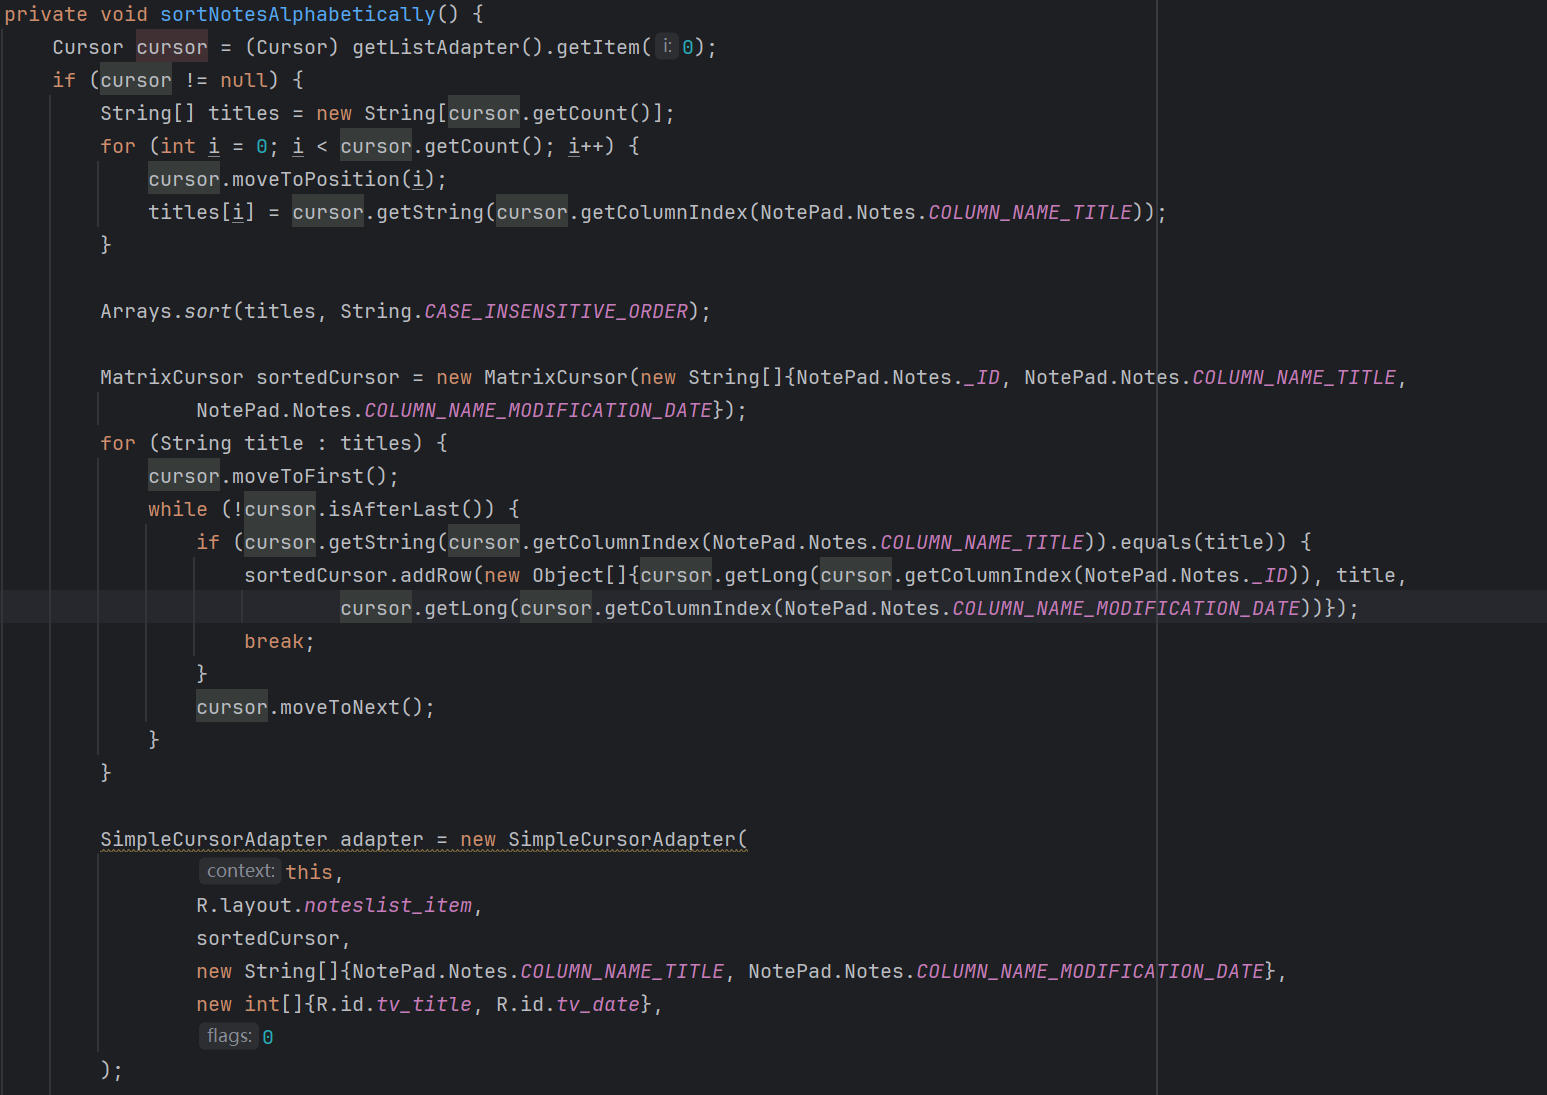 private void sortNotesAlphabetically() {
    Cursor cursor = (Cursor) getListAdapter().getItem( i: 0);
    if (cursor != null) {
        String[] titles = new String[cursor.getCount()];
        for (int i = 0; i < cursor.getCount(); i++) {
            cursor.moveToPosition(i);
            titles[i] = cursor.getString(cursor.getColumnIndex(NotePad.Notes.COLUMN_NAME_TITLE));
        }

        Arrays.sort(titles, String.CASE_INSENSITIVE_ORDER);

        MatrixCursor sortedCursor = new MatrixCursor(new String[]{NotePad.Notes._ID, NotePad.Notes.COLUMN_NAME_TITLE,
                NotePad.Notes.COLUMN_NAME_MODIFICATION_DATE});
        for (String title : titles) {
            cursor.moveToFirst();
            while (!cursor.isAfterLast()) {
                if (cursor.getString(cursor.getColumnIndex(NotePad.Notes.COLUMN_NAME_TITLE)).equals(title)) {
                    sortedCursor.addRow(new Object[]{cursor.getLong(cursor.getColumnIndex(NotePad.Notes._ID)), title,
                            cursor.getLong(cursor.getColumnIndex(NotePad.Notes.COLUMN_NAME_MODIFICATION_DATE))});
                    break;
                }
                cursor.moveToNext();
            }
        }

        SimpleCursorAdapter adapter = new SimpleCursorAdapter(
                context: this,
                R.layout.noteslist_item,
                sortedCursor,
                new String[]{NotePad.Notes.COLUMN_NAME_TITLE, NotePad.Notes.COLUMN_NAME_MODIFICATION_DATE},
                new int[]{R.id.tv_title, R.id.tv_date},
                flags: 0
        );